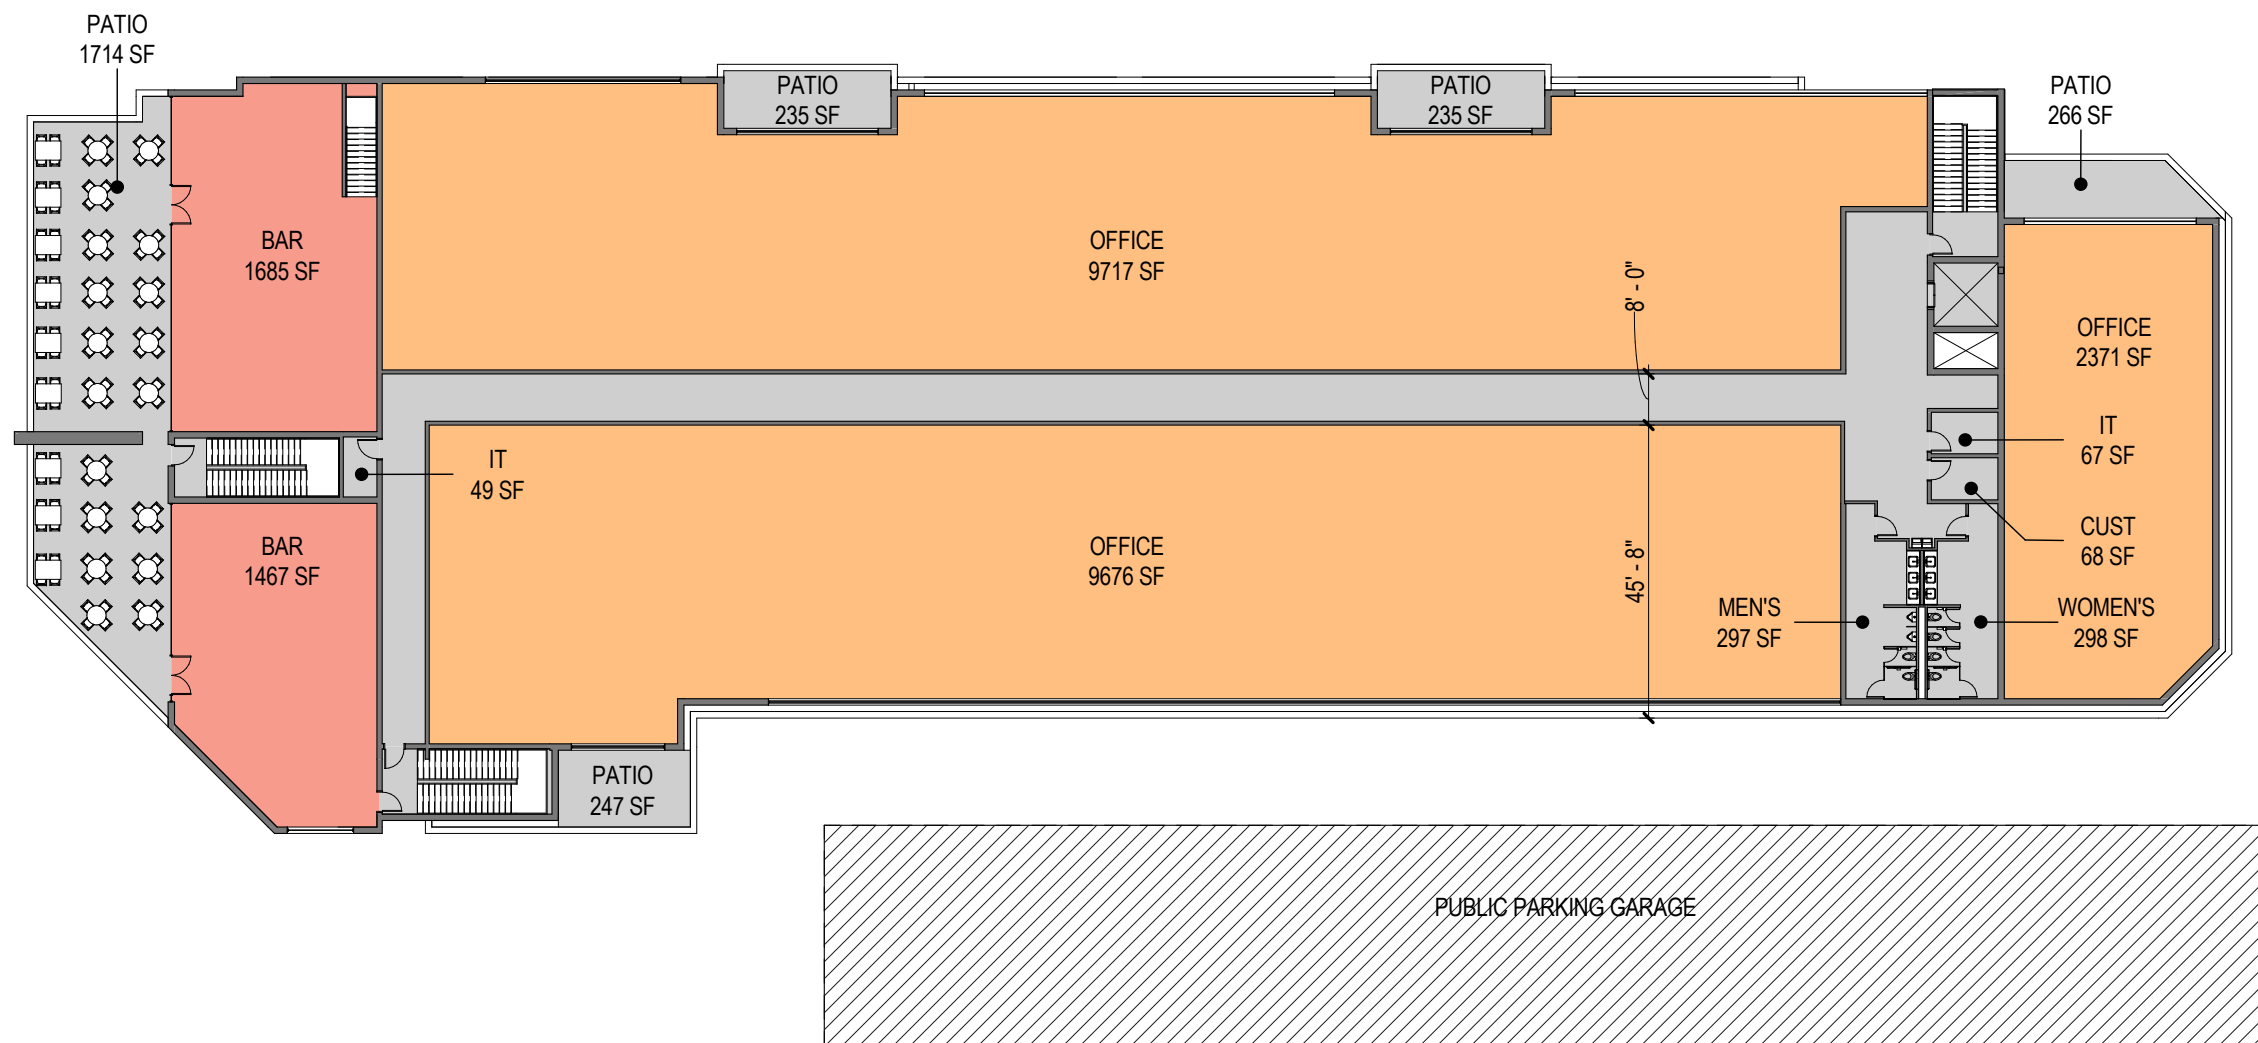 PATIO
1714 SF
PATIO
235 SF
PATIO
235 SF
PATIO
266 SF
BAR
1685 SF
OFFICE
9717 SF
8' - 0"
OFFICE
2371 SF
IT
67 SF
IT
49 SF
CUST
68 SF
BAR
1467 SF
OFFICE
9676 SF
45' - 8"
MEN'S
297 SF
WOMEN'S
298 SF
PATIO
247 SF
PUBLIC PARKING GARAGE